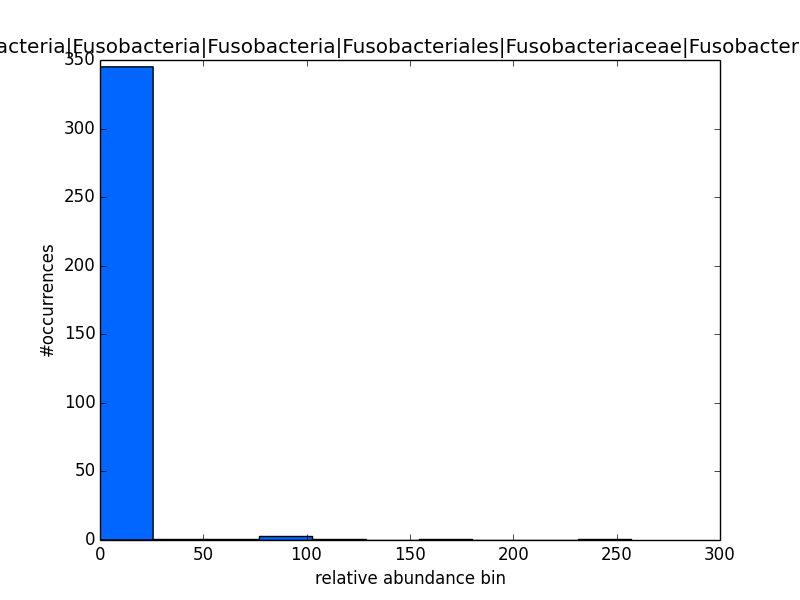 acteria|Fusobacteria|Fusobacteria|Fusobacteriales|Fusobacteriaceae|Fusobacter
350
300
250
200
150
100
50
0
#occurrences
0 50 100 150 200 250 300
relative abundance bin